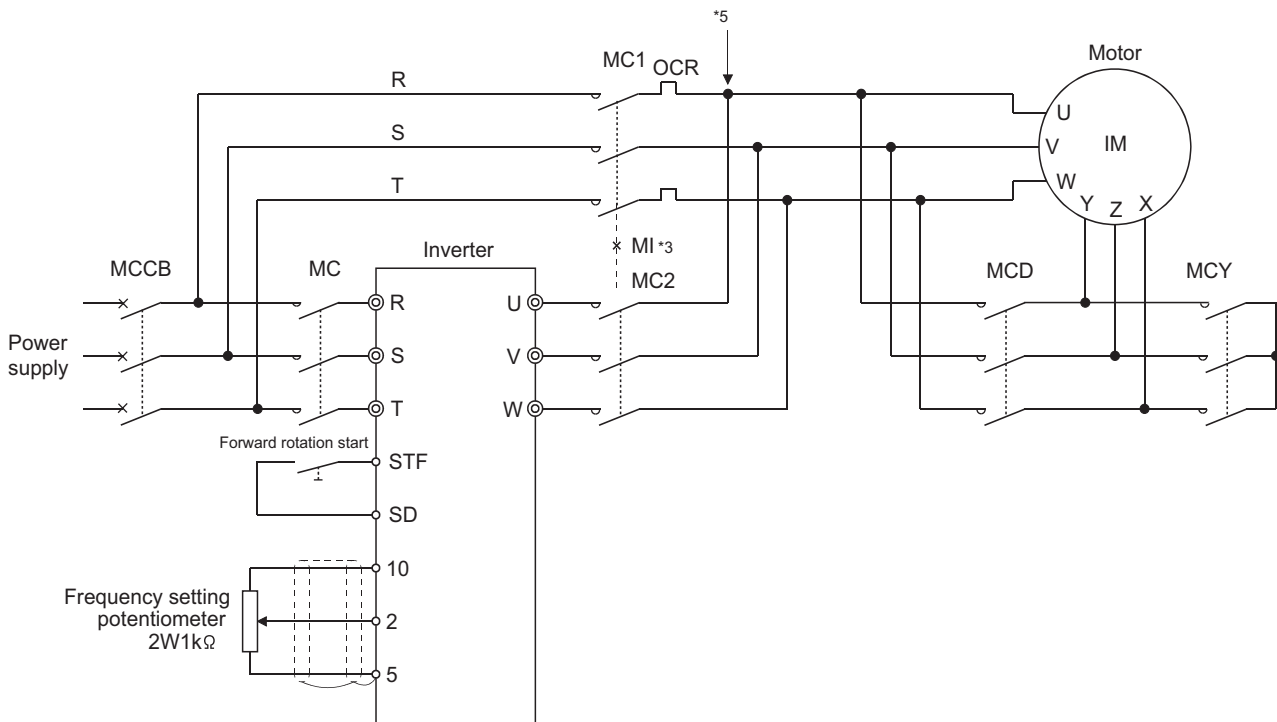 *5
MC1
OCR
Motor
R
U
S
V
IM
T
W
Y
Z
X
MI *3
Inverter
MCCB
MC
MC2
MCD
MCY
R
U
Power
supply
S
V
T
W
Forward rotation start
STF
SD
10
Frequency setting
potentiometer
2W1kΩ
2
5